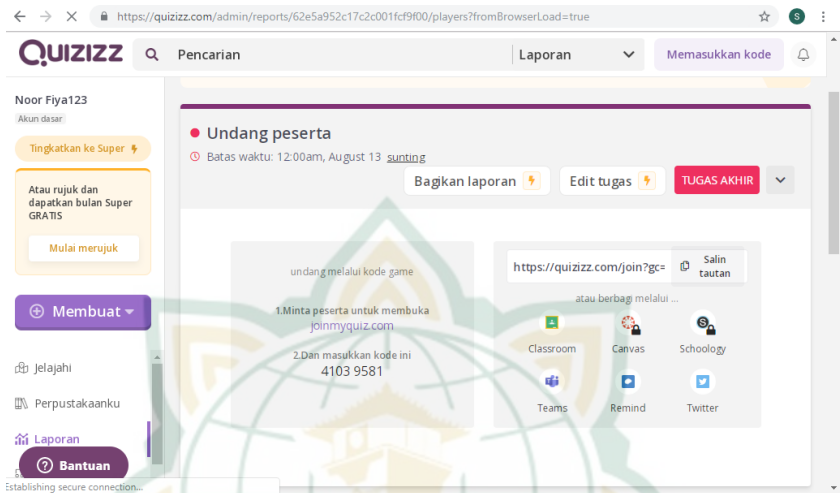 https://quizizz.com/admin/reports/62e5a952c17c2c001fcf9f00/players?fromBrowserLoad=true
S
QUIZIZZ
Pencarian
Laporan
Memasukkan kode
Noor Fiya123
Akun dasar
Tingkatkan ke Super
Atau rujuk dan
dapatkan bulan Super
GRATIS
Mulai merujuk
Membuat
Jelajahi
Perpustakaanku
Laporan
Bantuan
Establishing secure connection...
Undang peserta
Batas waktu: 12:00am, August 13 sunting
Bagikan laporan
Edit tugas
TUGAS AKHIR
undang melalui kode game
1.Minta peserta untuk membuka
joinmyquiz.com
2.Dan masukkan kode ini
4103 9581
https://quizizz.com/join?gc=
Salin
tautan
atau berbagi melalui ...
Classroom Canvas Schoology
Teams Remind Twitter